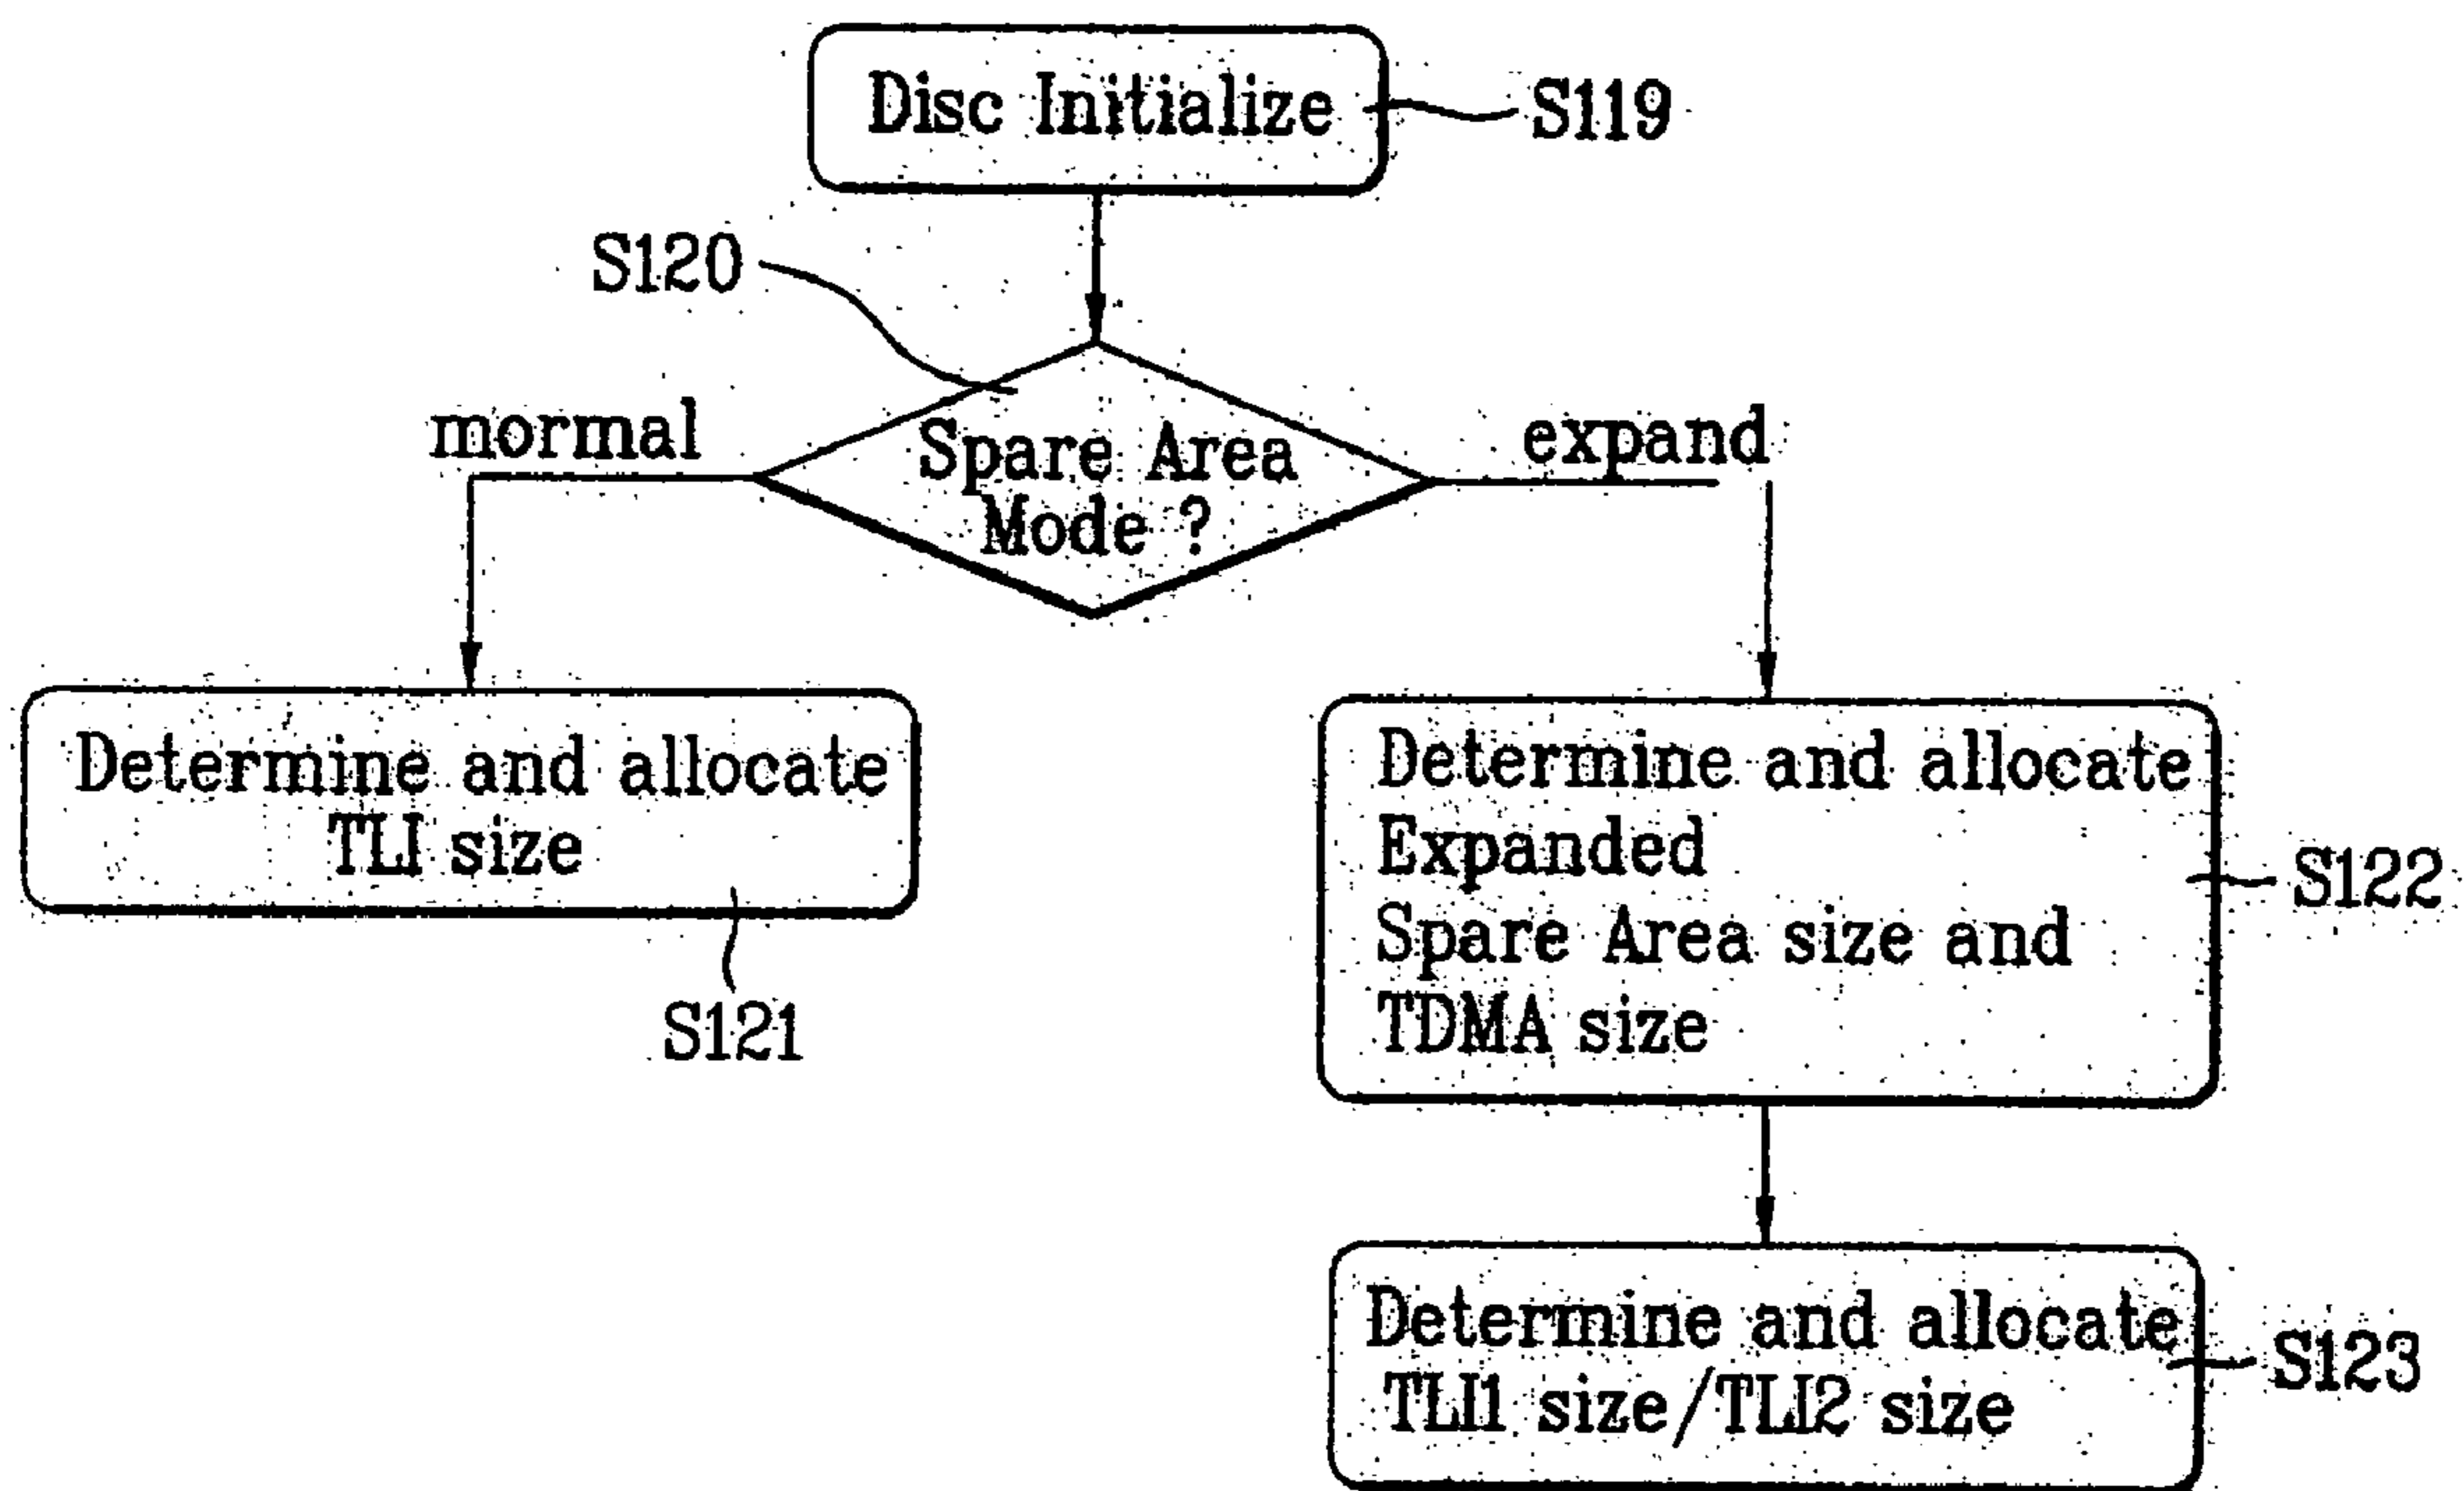 Disc Initialize
S119
S120
mormal
expand
Spare Area
Mode ?
Determine and allocate
TLI size
S121
Determine and allocate
Expanded
Spare Area size and
TDMA size
S122
Determine and allocate
TLI1 size/TLI2 size
S123